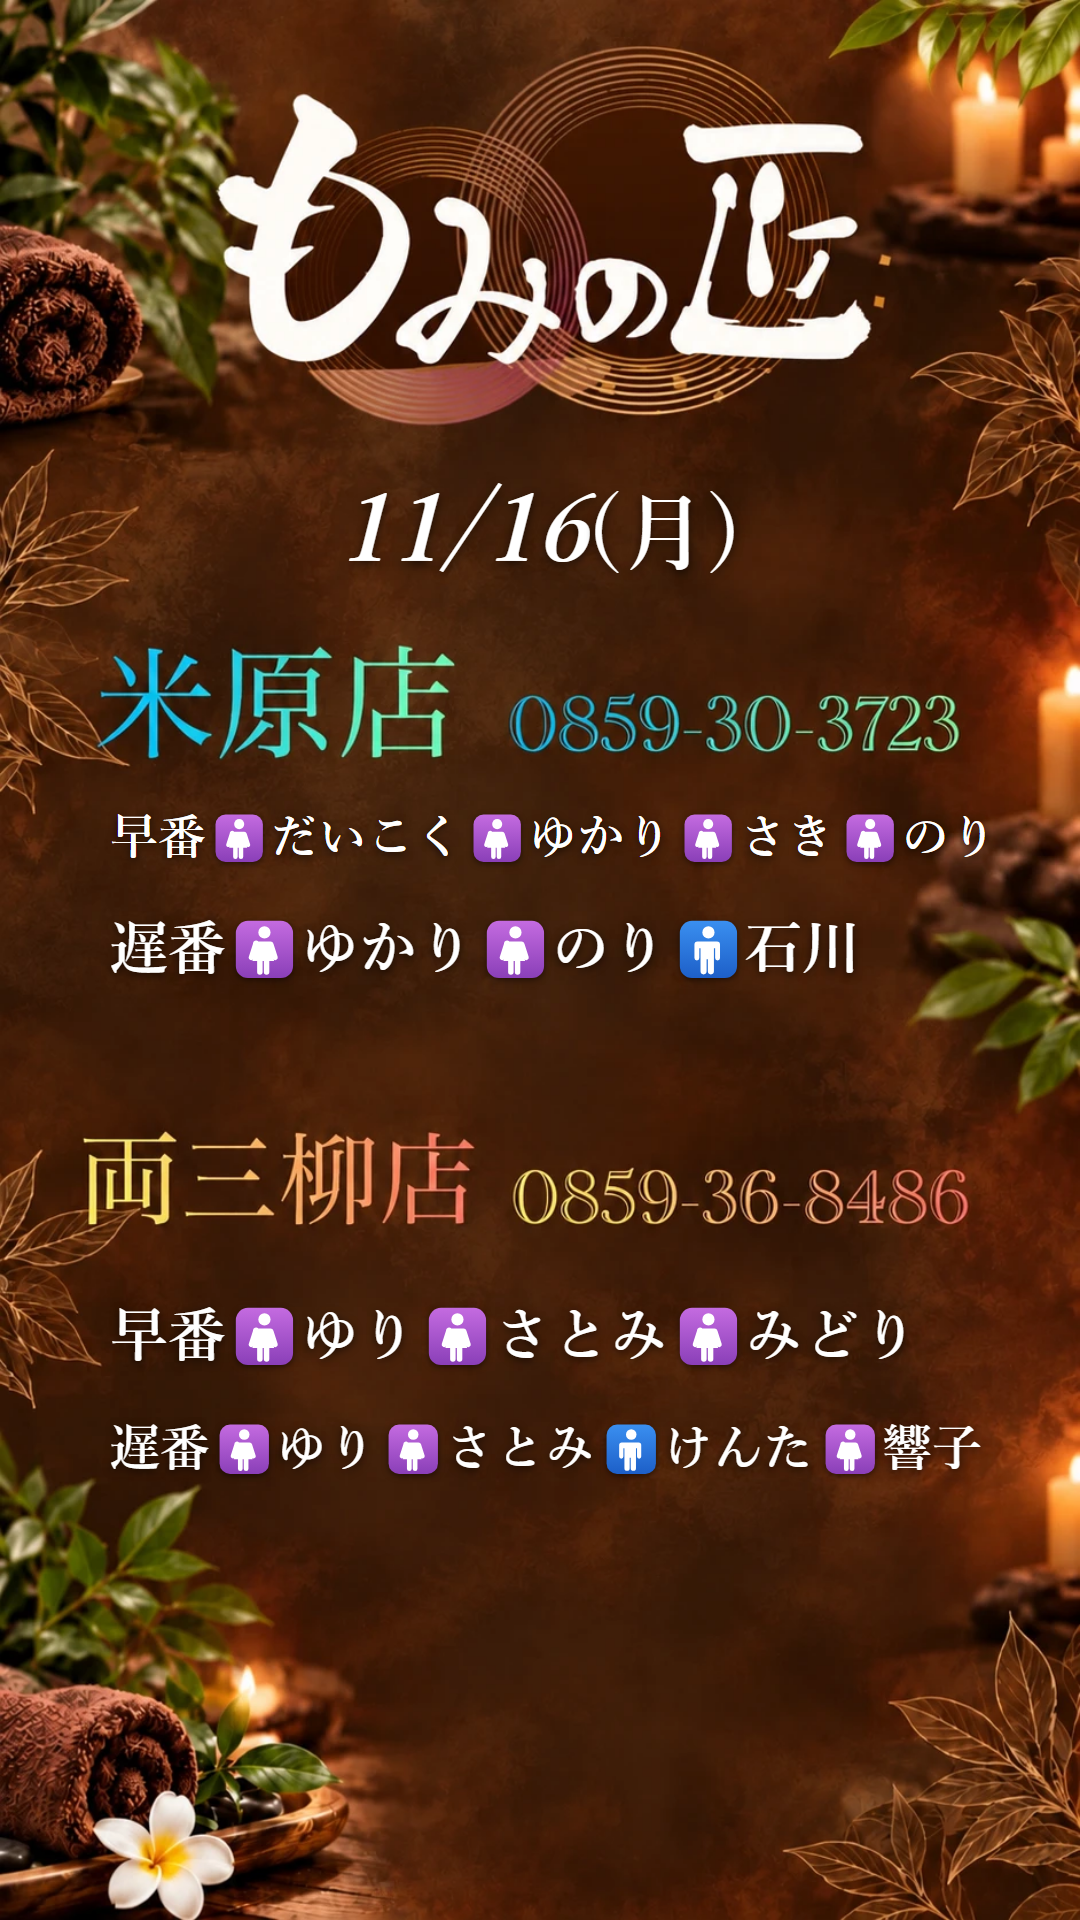 もみの匠
11/16(月)
米原店 0859-30-3723
早番🚺だいこく🚺ゆかり🚺さき🚺のり
遅番🚺ゆかり🚺のり🚹石川
両三柳店 0859-36-8486
早番🚺ゆり🚺さとみ🚺みどり
遅番🚺ゆり🚺さとみ🚹けんた🚺響子